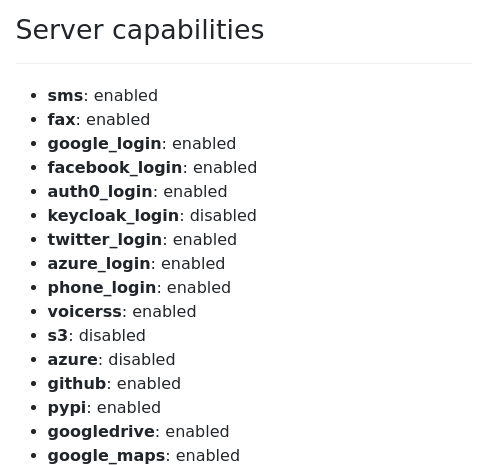 Server capabilities
sms: enabled
fax: enabled
google_login: enabled
facebook_login: enabled
auth0_login: enabled
keycloak_login: disabled
twitter_login: enabled
azure_login: enabled
phone_login: enabled
voicerss: enabled
s3: disabled
azure: disabled
github: enabled
pypi: enabled
googledrive: enabled
google_maps: enabled